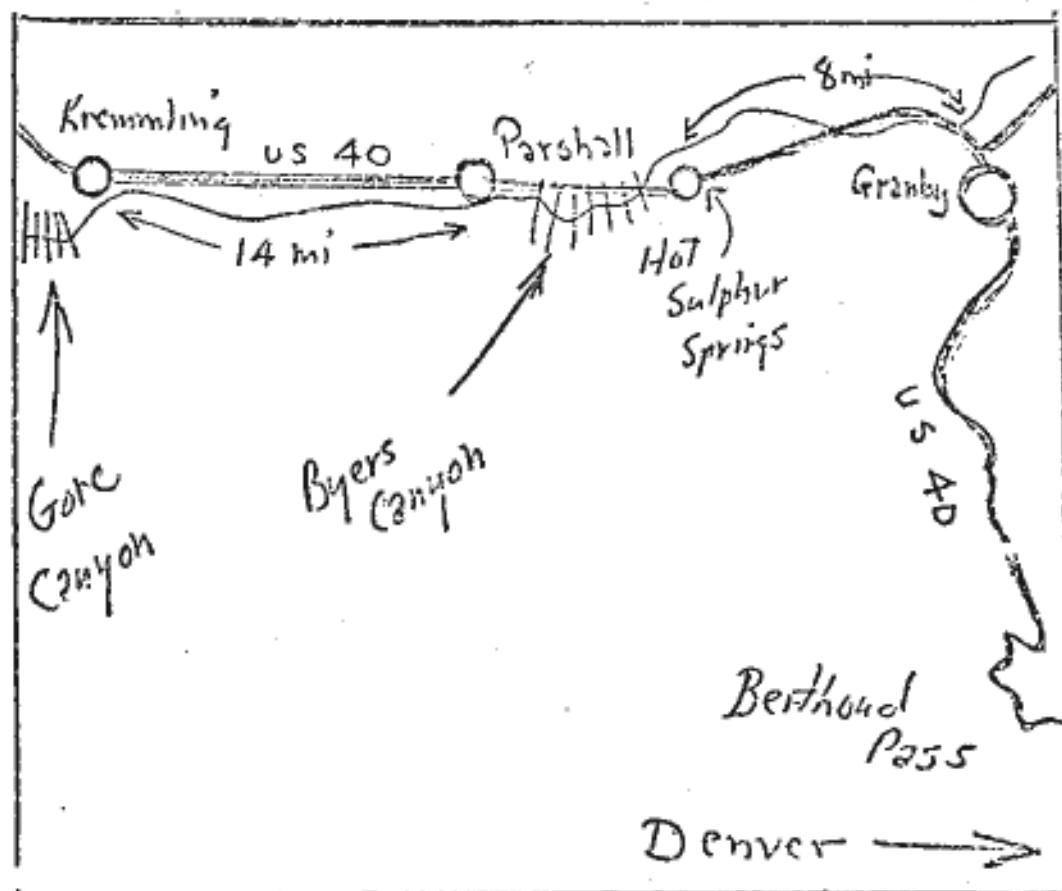 8mi
Kremmling
US 40
Parshall
Granby
14 mi
Hot
Sulphur
Springs
US 40
Gore
Canyon
Byers
Canyon
Berthoud
Pass
Denver